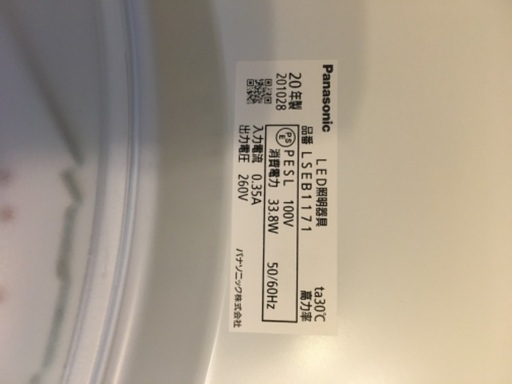 Panasonic
LED照明器具 ta30℃
品番 LSEB1171 高力率
PS E PESL 100V 50/60Hz
消費電力 33.8W
入力電流 0.35A
出力電圧 260V
20年製
201028
パナソニック株式会社